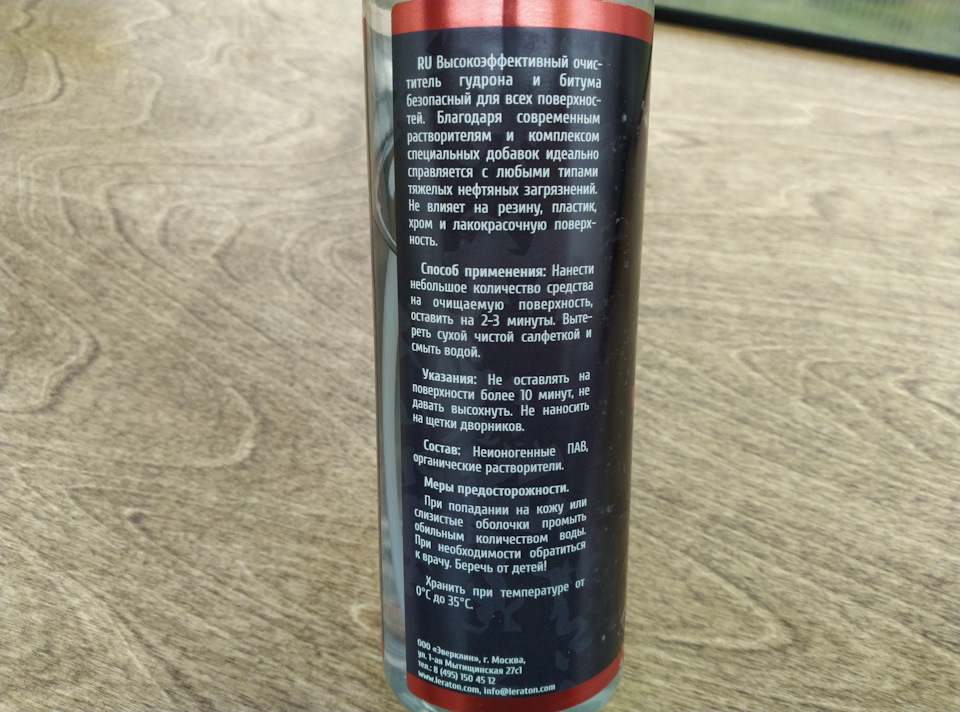 RU Высокоэффективный очис-
титель гудрона и битума
безопасный для всех поверхнос-
тей. Благодаря современным
растворителям и комплексом
специальных добавок идеально
справляется с любыми типами
тяжелых нефтяных загрязнений.
Не влияет на резину, пластик,
хром и лакокрасочную поверх-
ность.
Способ применения: Нанести
небольшое количество средства
на очищаемую поверхность,
оставить на 2-3 минуты. Выте-
реть сухой чистой салфеткой и
смыть водой.
Указания: Не оставлять на
поверхности более 10 минут, не
давать высохнуть. Не наносить
на щетки дворников.
Состав: Неионогенные ПАВ,
органические растворители.
Меры предосторожности.
При попадании на кожу или
слизистые оболочки промыть
обильным количеством воды.
При необходимости обратиться
к врачу. Беречь от детей!
Хранить при температуре от
0°С до 35°С.
ООО «Эверклин», г. Москва,
ул. 1-ая Мытищинская 27с1
тел.: 8 (495) 150 45 12
www.leraton.com, info@leraton.com